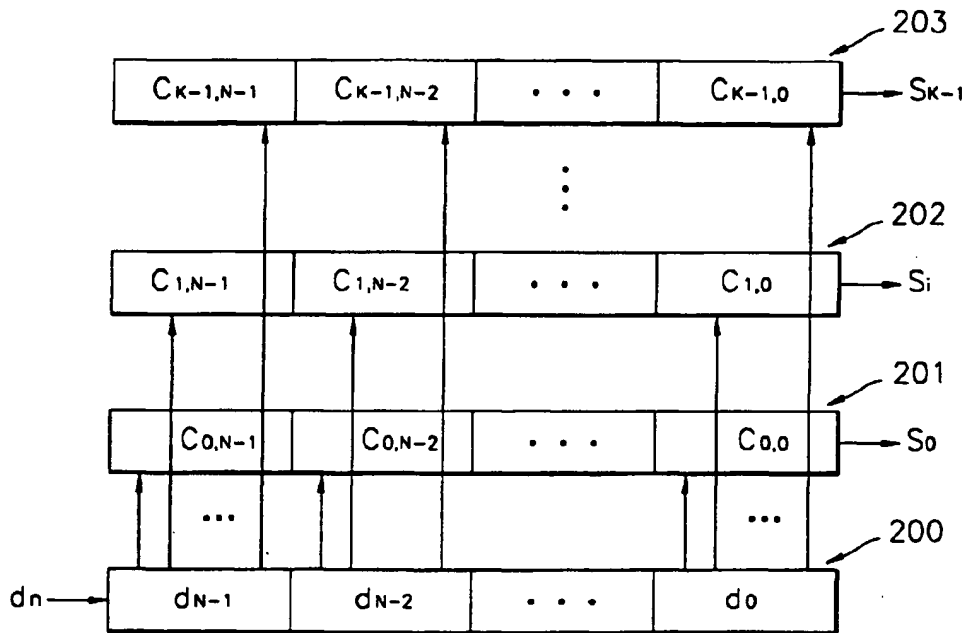 203
CK-1,N-1 CK-1,N-2 • • • CK-1,0 SK-1
202
C1,N-1 C1,N-2 • • • C1,0 Si
201
C0,N-1 C0,N-2 • • • C0,0 S0
••• •••
200
dn dN-1 dN-2 • • • d0